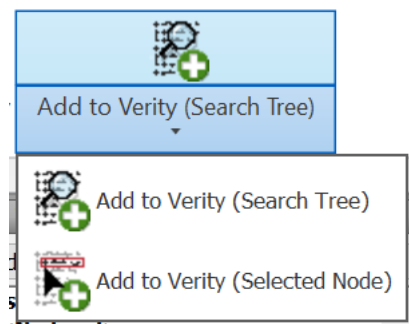 Add to Verity (Search Tree)
Add to Verity (Search Tree)
Add to Verity (Selected Node)